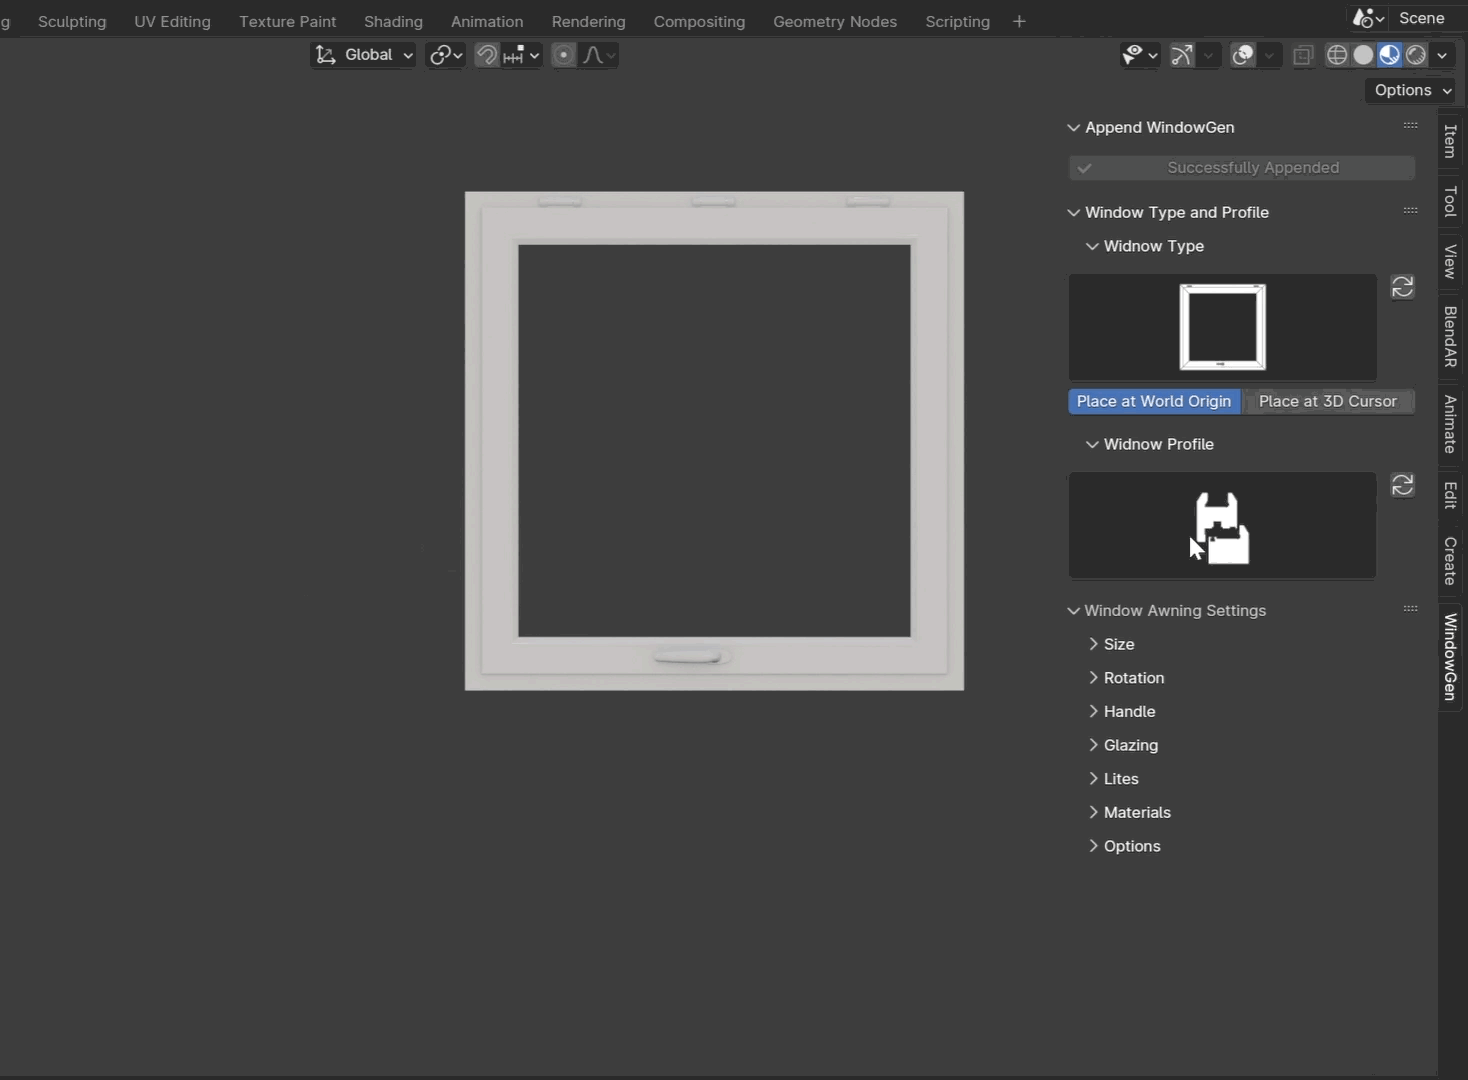 g Sculpting UV Editing Texture Paint Shading Animation Rendering Compositing Geometry Nodes Scripting + Scene
Global
Options
Append WindowGen
Successfully Appended
Window Type and Profile
Widnow Type
Place at World Origin Place at 3D Cursor
Widnow Profile
Window Awning Settings
Size
Rotation
Handle
Glazing
Lites
Materials
Options
Item
Tool
View
BlendAR
Animate
Edit
Create
WindowGen